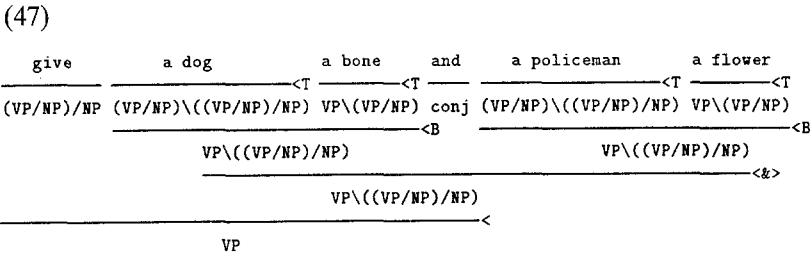 (47)
give a dog a bone and a policeman a flower
<T <T <T <T
(VP/NP)/NP (VP/NP)\((VP/NP)/NP) VP\(VP/NP) conj (VP/NP)\((VP/NP)/NP) VP\(VP/NP)
<B <B
VP\((VP/NP)/NP) VP\((VP/NP)/NP)
<&>
VP\((VP/NP)/NP)
<
VP